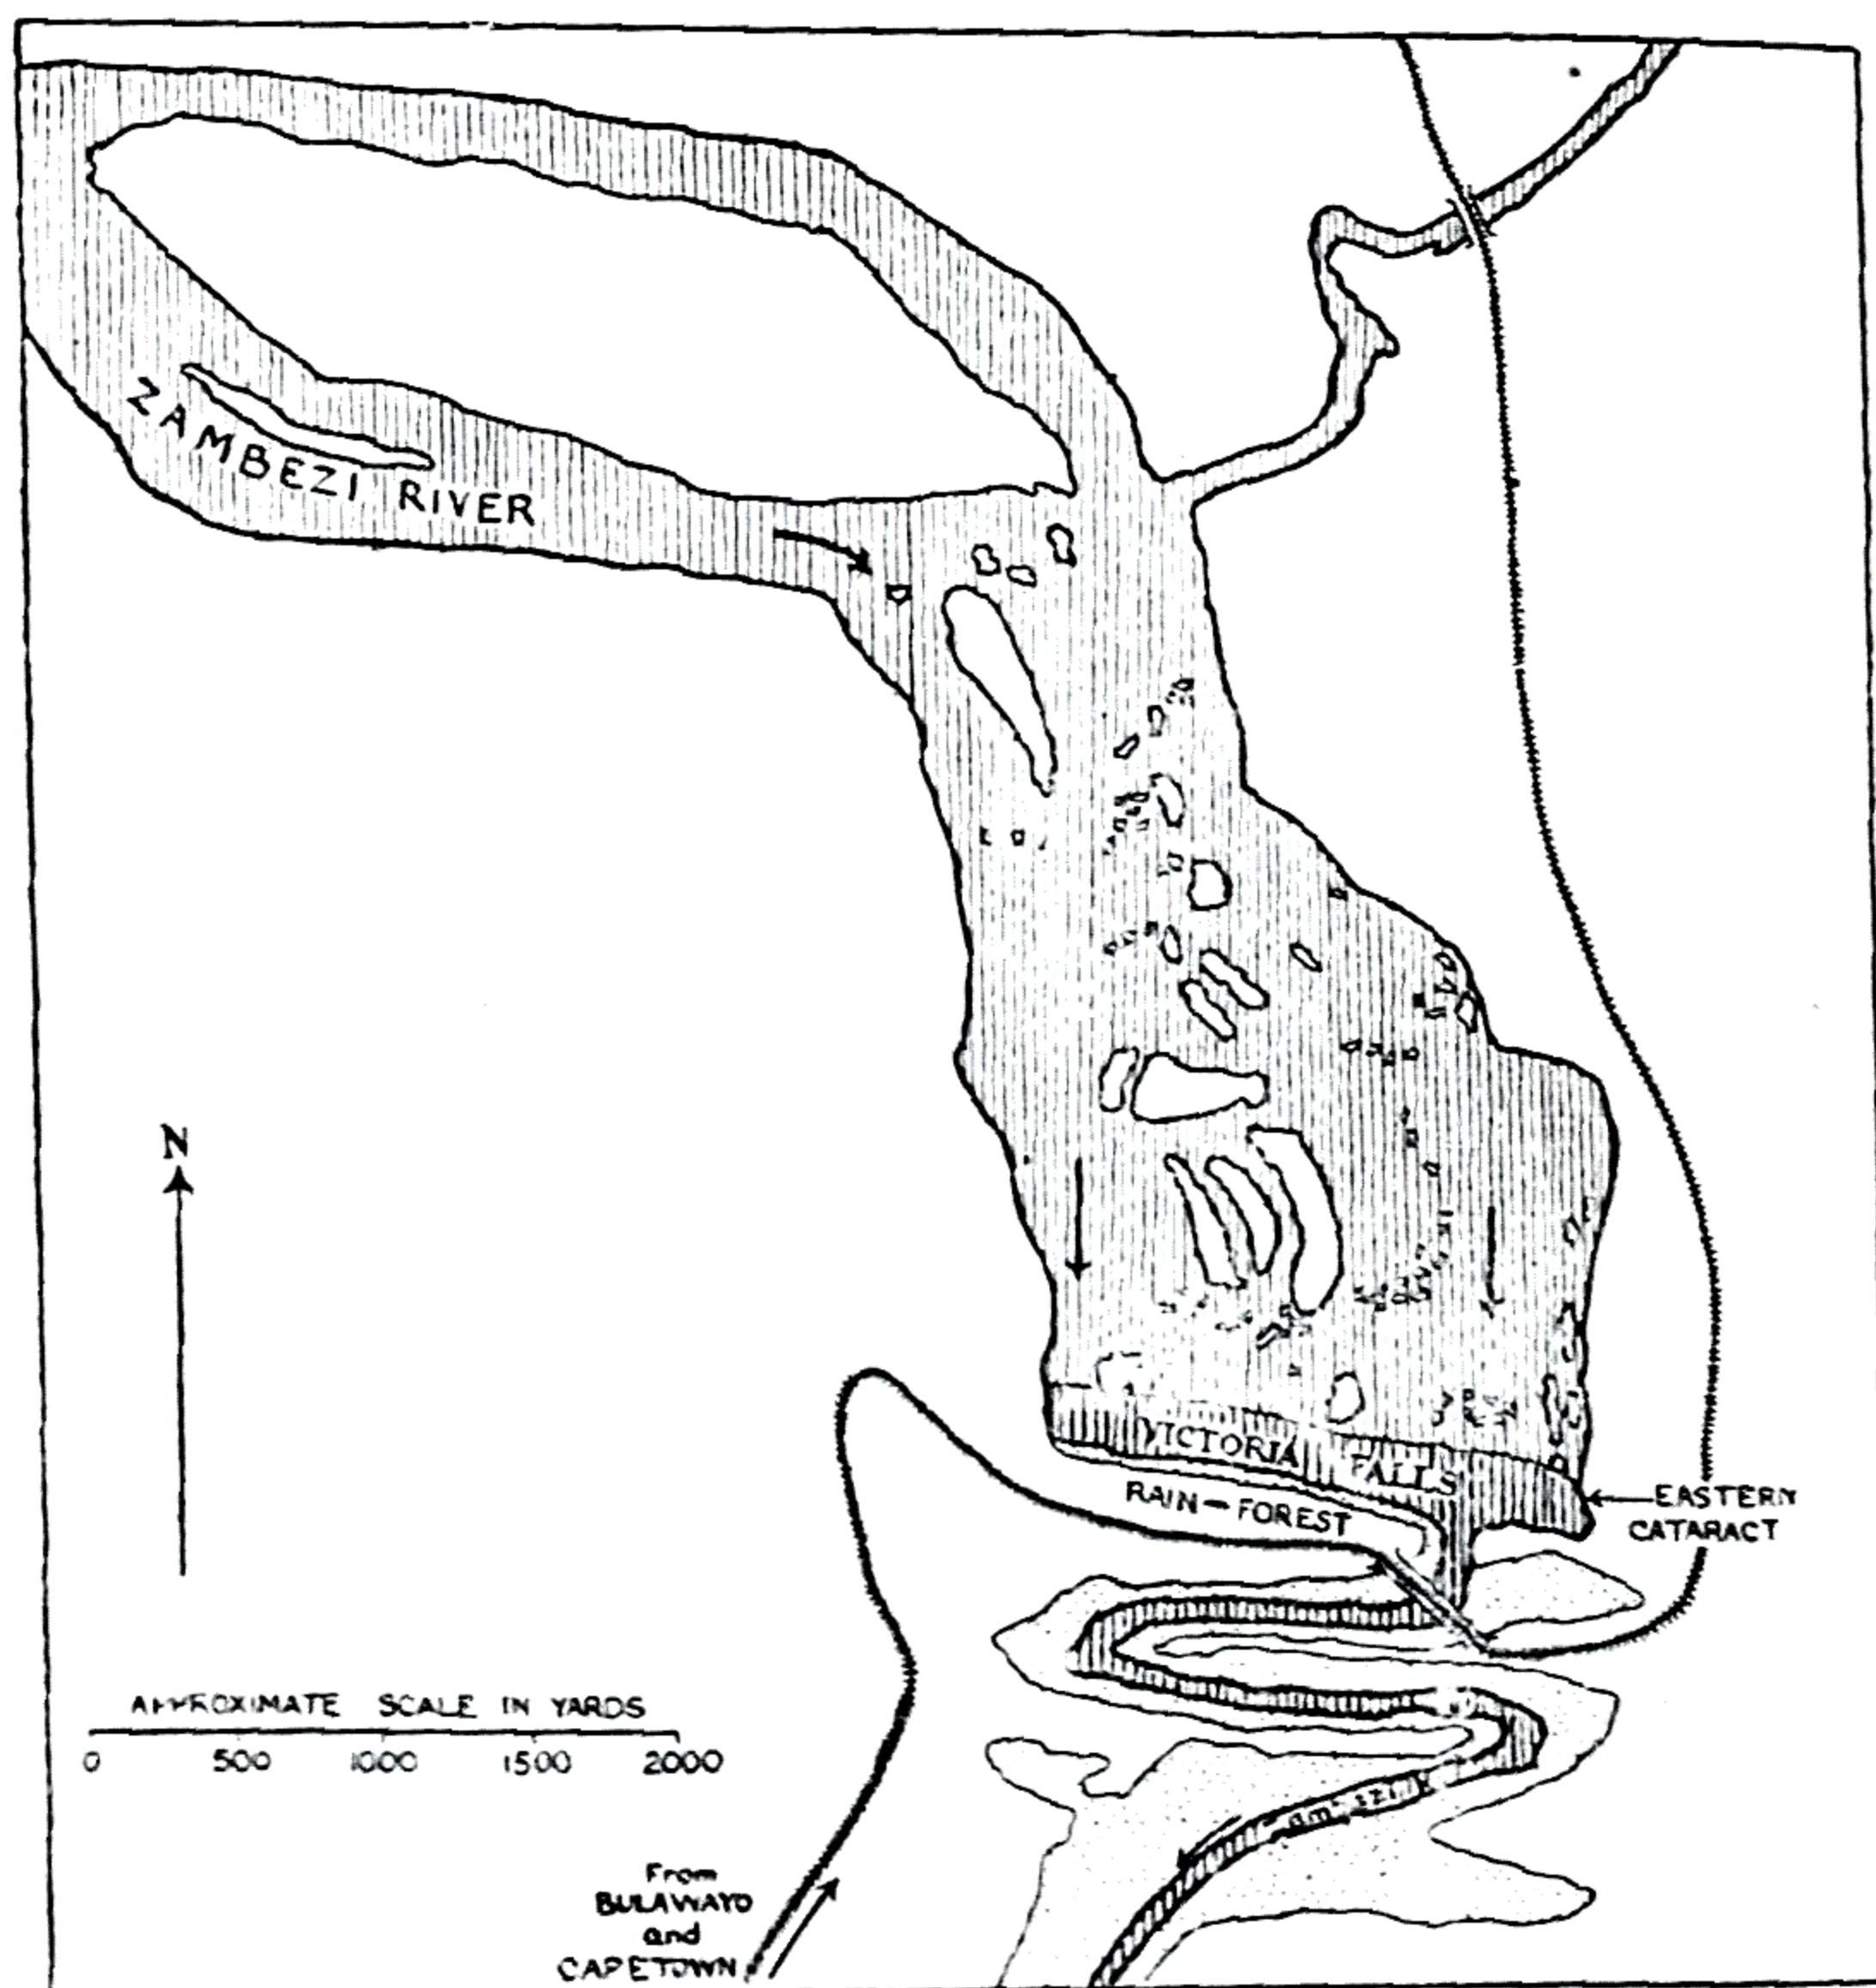 ZAMBEZI RIVER
N
VICTORIA FALLS
RAIN-FOREST
EASTERN
CATARACT
APPROXIMATE SCALE IN YARDS
0 500 1000 1500 2000
From
BULAWAYO
and
CAPETOWN